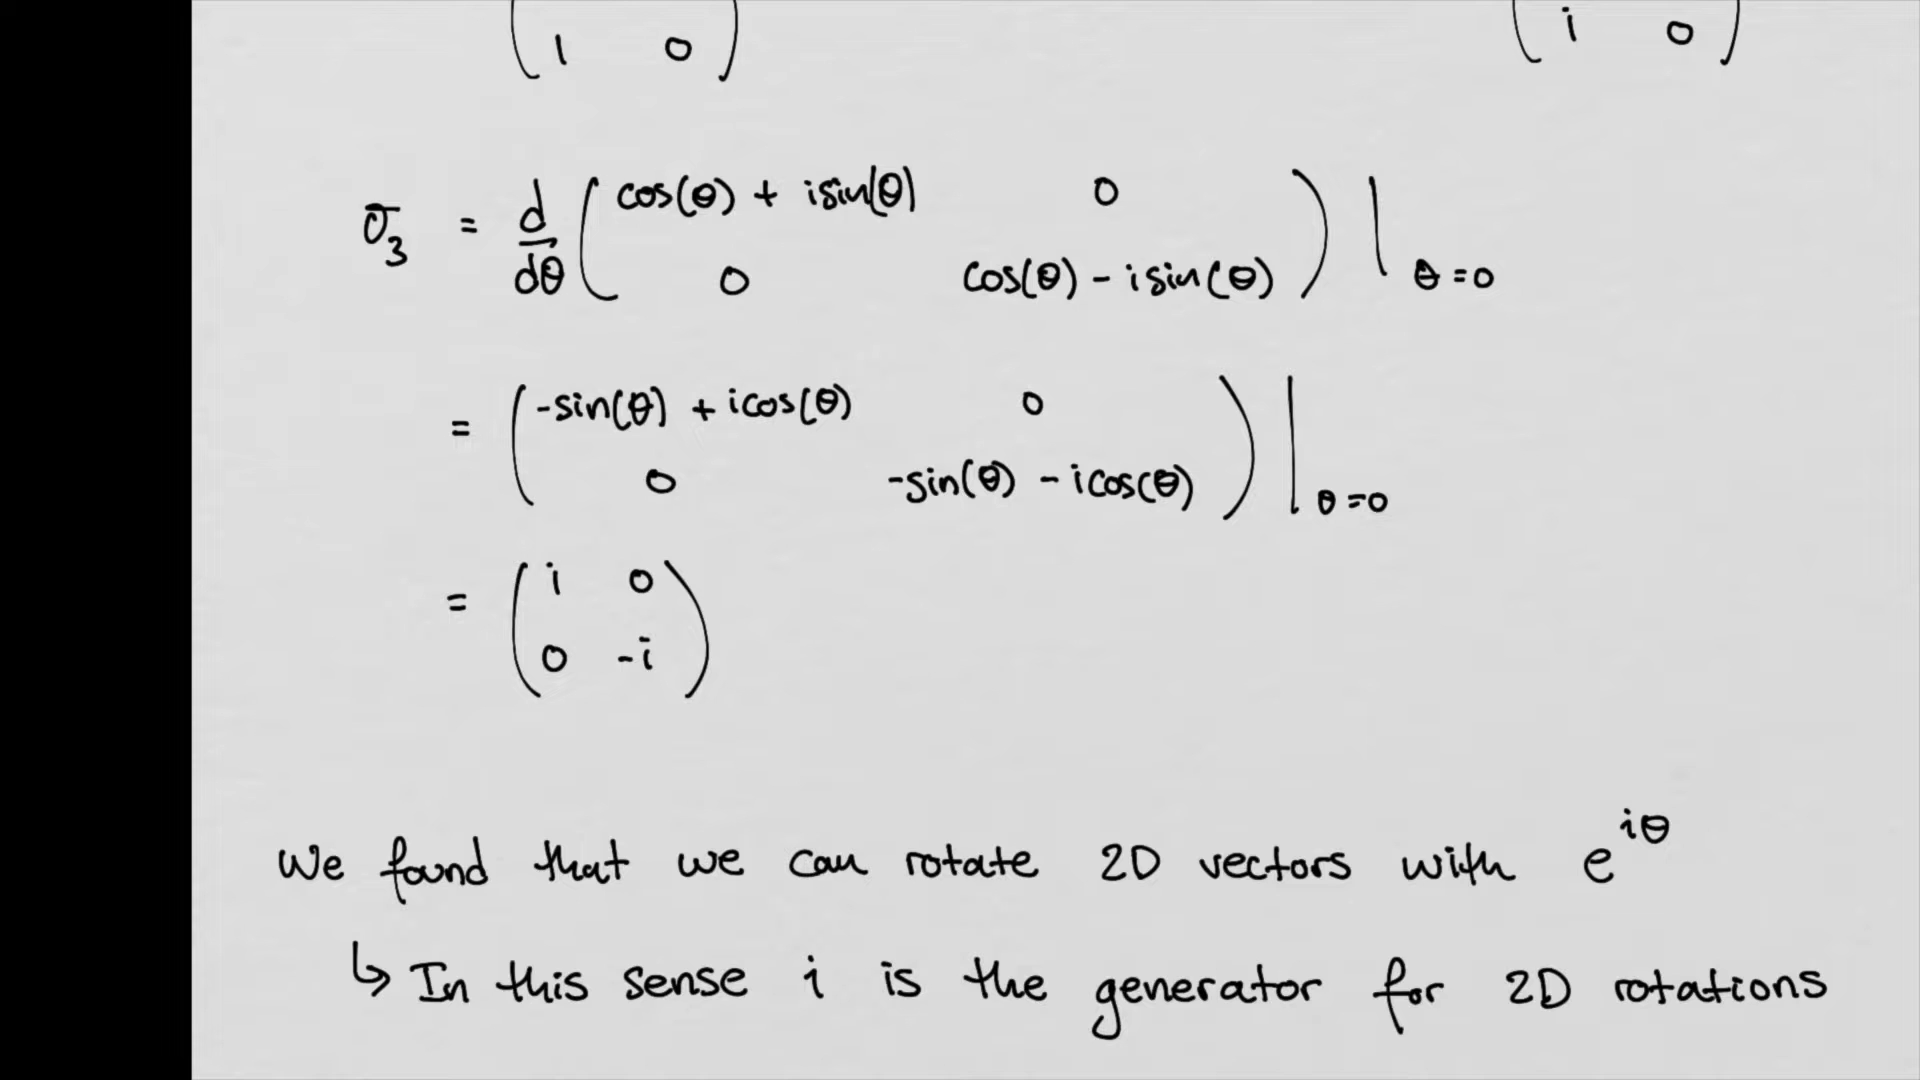 1 0 i 0
σ₃ = d/dθ ( cos(θ) + isin(θ) 0
0 cos(θ) - isin(θ) ) | θ=0
= ( -sin(θ) + icos(θ) 0
0 -sin(θ) - icos(θ) ) | θ=0
= ( i 0
0 -i )
We found that we can rotate 2D vectors with e^{iθ}
↳ In this sense i is the generator for 2D rotations